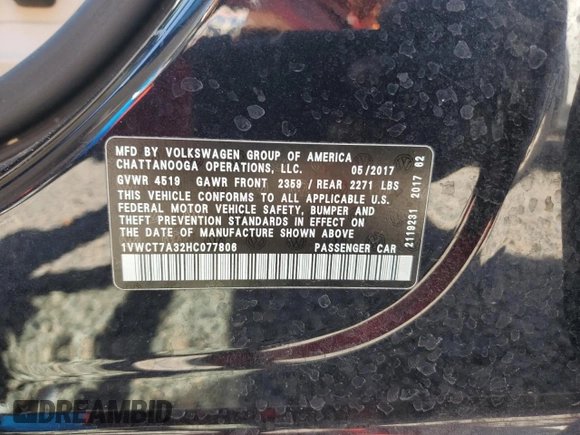 MFD BY VOLKSWAGEN GROUP OF AMERICA
CHATTANOOGA OPERATIONS, LLC. 05/2017
GVWR 4519 GAWR FRONT 2359 / REAR 2271 LBS
THIS VEHICLE CONFORMS TO ALL APPLICABLE U.S.
FEDERAL MOTOR VEHICLE SAFETY, BUMPER AND
THEFT PREVENTION STANDARDS IN EFFECT ON
THE DATE OF MANUFACTURE SHOWN ABOVE
1VWCT7A32HC077806 PASSENGER CAR
2119231 2017 62
DREAMBID